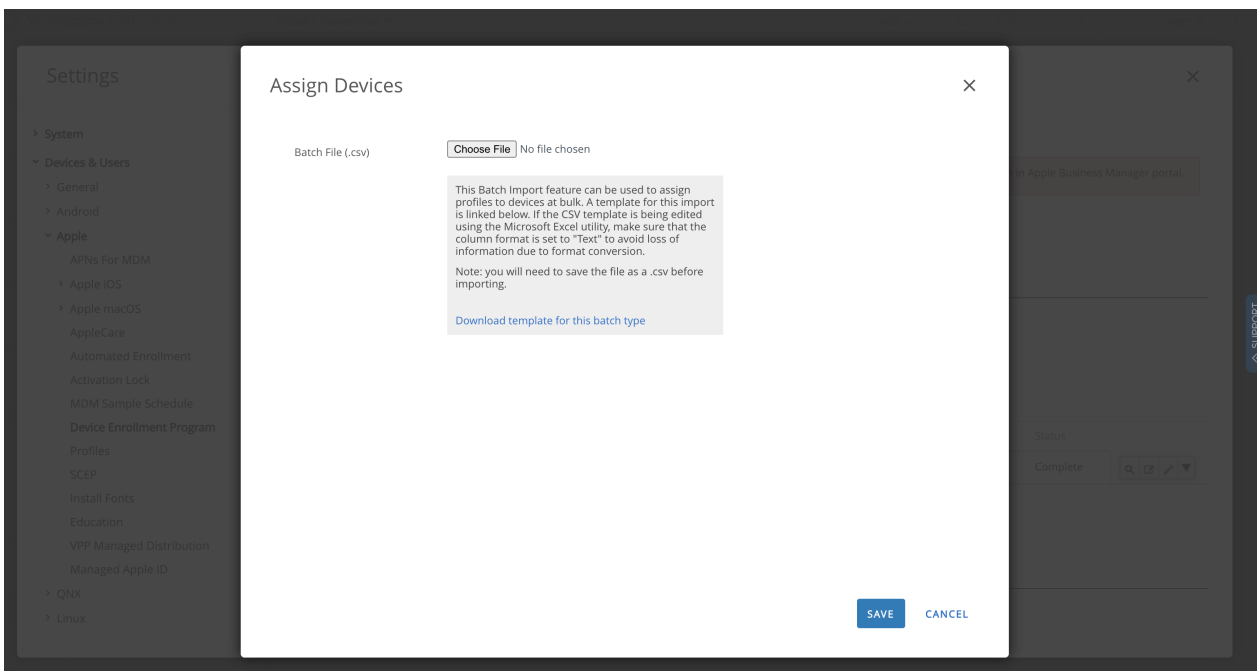 Settings
System
Devices & Users
General
Android
Apple
APNs For MDM
Apple iOS
Apple macOS
AppleCare
Automated Enrollment
Activation Lock
MDM Sample Schedule
Device Enrollment Program
Profiles
SCEP
Install Fonts
Education
VPP Managed Distribution
Managed Apple ID
QNX
Linux
Assign Devices
Batch File (.csv)
Choose File No file chosen
This Batch Import feature can be used to assign
profiles to devices at bulk. A template for this import
is linked below. If the CSV template is being edited
using the Microsoft Excel utility, make sure that the
column format is set to "Text" to avoid loss of
information due to format conversion.
Note: you will need to save the file as a .csv before
importing.
Download template for this batch type
SAVE CANCEL
in Apple Business Manager portal.
Status
Complete
SUPPORT